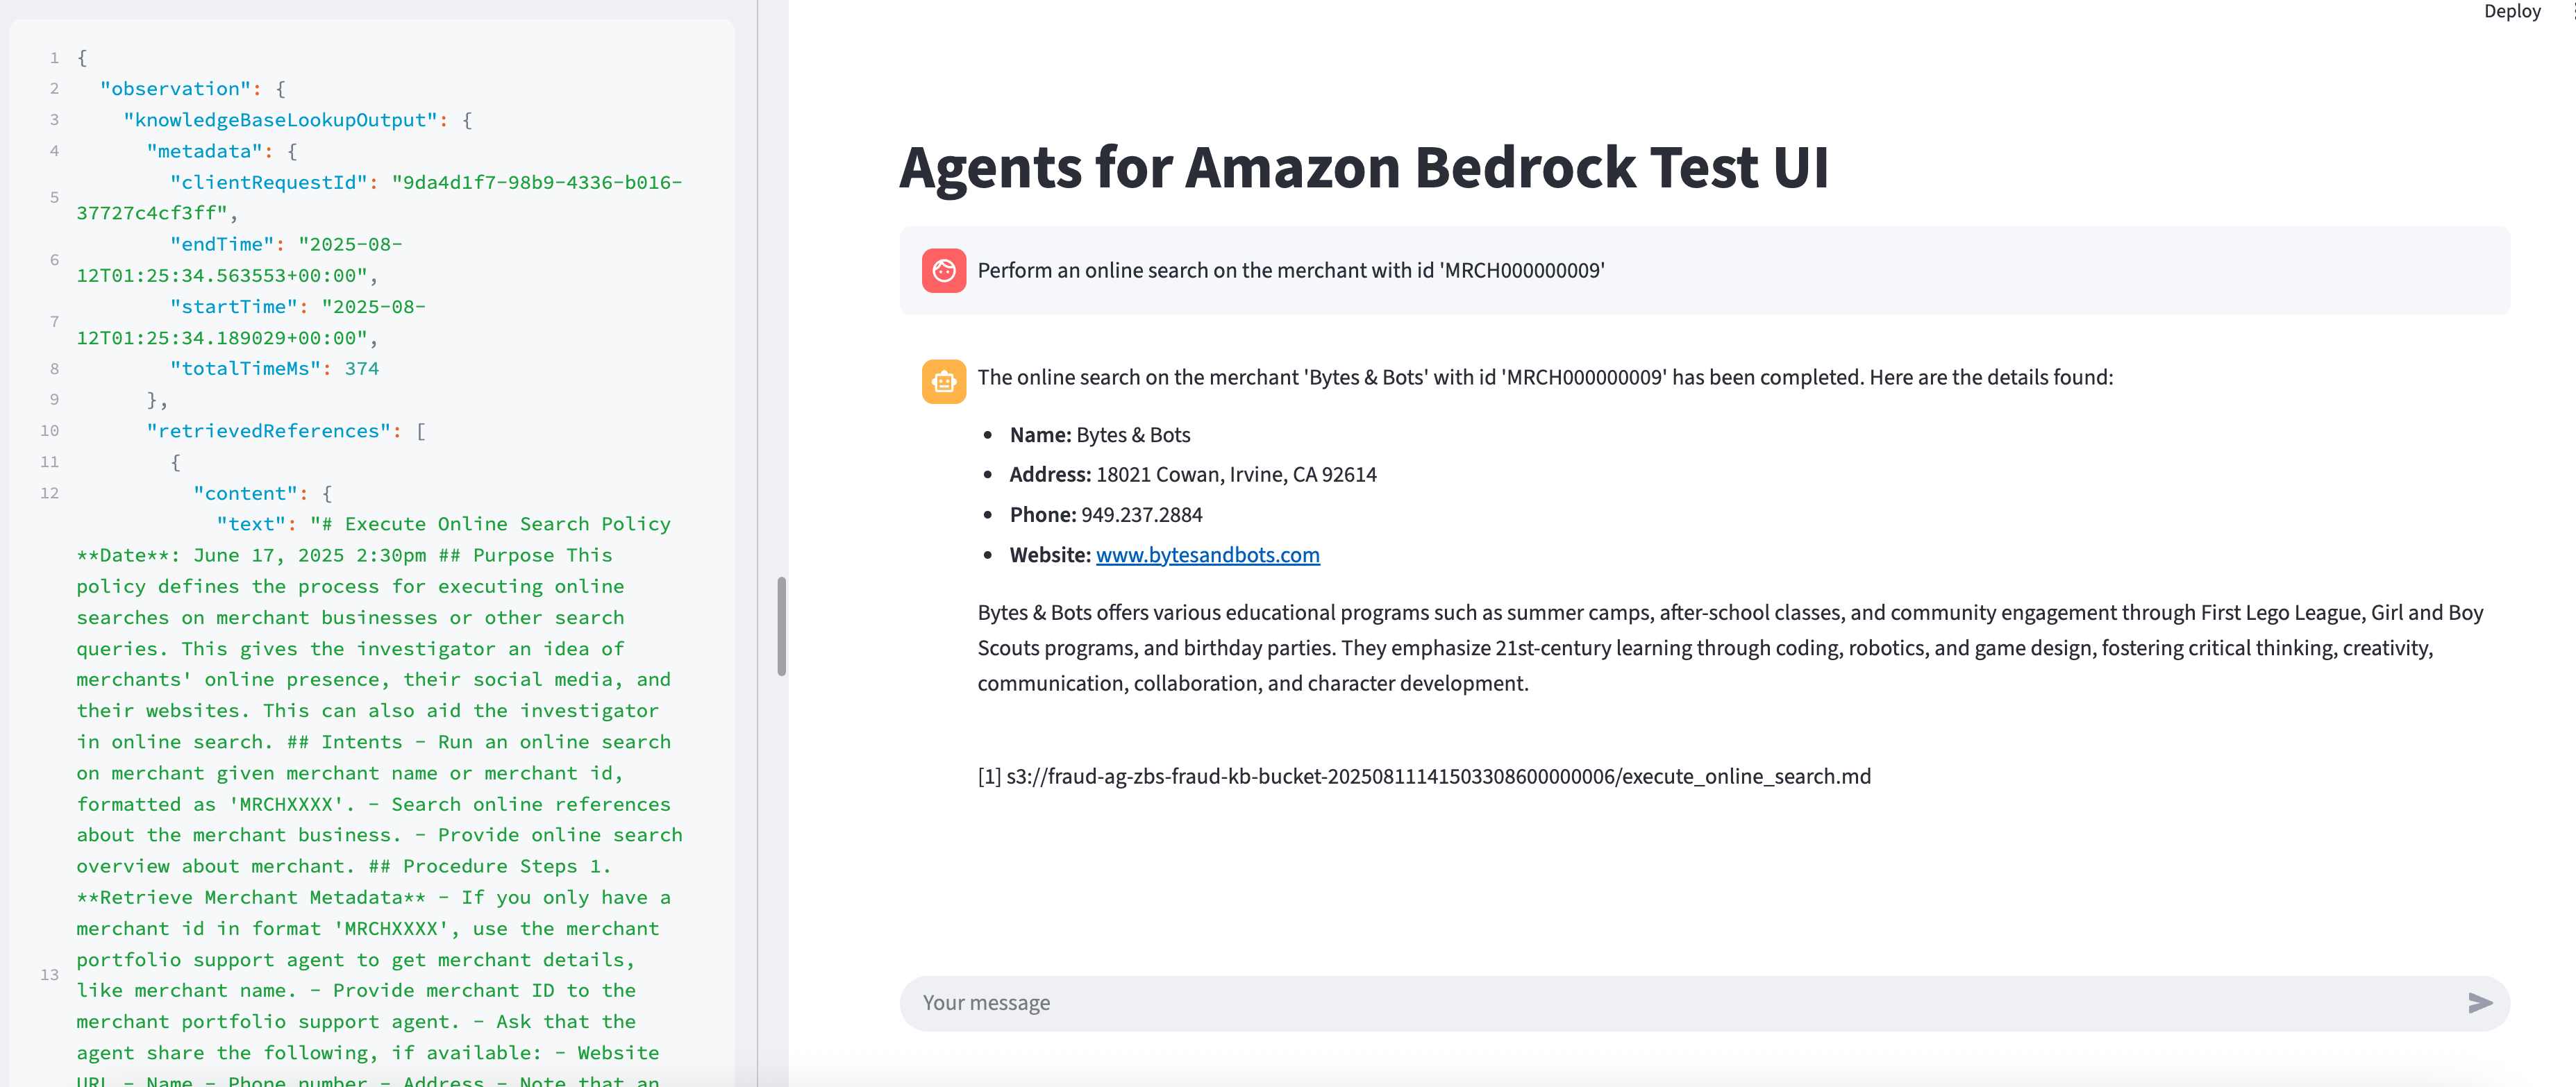 1 {
2 "observation": {
3 "knowledgeBaseLookupOutput": {
4 "metadata": {
5 "clientRequestId": "9da4d1f7-98b9-4336-b016-
37727c4cf3ff",
6 "endTime": "2025-08-
12T01:25:34.563553+00:00",
7 "startTime": "2025-08-
12T01:25:34.189029+00:00",
8 "totalTimeMs": 374
9 },
10 "retrievedReferences": [
11 {
12 "content": {
"text": "# Execute Online Search Policy
**Date**: June 17, 2025 2:30pm ## Purpose This
policy defines the process for executing online
searches on merchant businesses or other search
queries. This gives the investigator an idea of
merchants' online presence, their social media, and
their websites. This can also aid the investigator
in online search. ## Intents - Run an online search
on merchant given merchant name or merchant id,
formatted as 'MRCHXXXX'. - Search online references
about the merchant business. - Provide online search
overview about merchant. ## Procedure Steps 1.
**Retrieve Merchant Metadata** - If you only have a
merchant id in format 'MRCHXXXX', use the merchant
portfolio support agent to get merchant details,
13 like merchant name. - Provide merchant ID to the
merchant portfolio support agent. - Ask that the
agent share the following, if available: - Website
URL - Name - Phone number - Address - Note that an
Deploy
Agents for Amazon Bedrock Test UI
Perform an online search on the merchant with id 'MRCH000000009'
The online search on the merchant 'Bytes & Bots' with id 'MRCH000000009' has been completed. Here are the details found:
• Name: Bytes & Bots
• Address: 18021 Cowan, Irvine, CA 92614
• Phone: 949.237.2884
• Website: www.bytesandbots.com
Bytes & Bots offers various educational programs such as summer camps, after-school classes, and community engagement through First Lego League, Girl and Boy
Scouts programs, and birthday parties. They emphasize 21st-century learning through coding, robotics, and game design, fostering critical thinking, creativity,
communication, collaboration, and character development.
[1] s3://fraud-ag-zbs-fraud-kb-bucket-20250811141503308600000006/execute_online_search.md
Your message